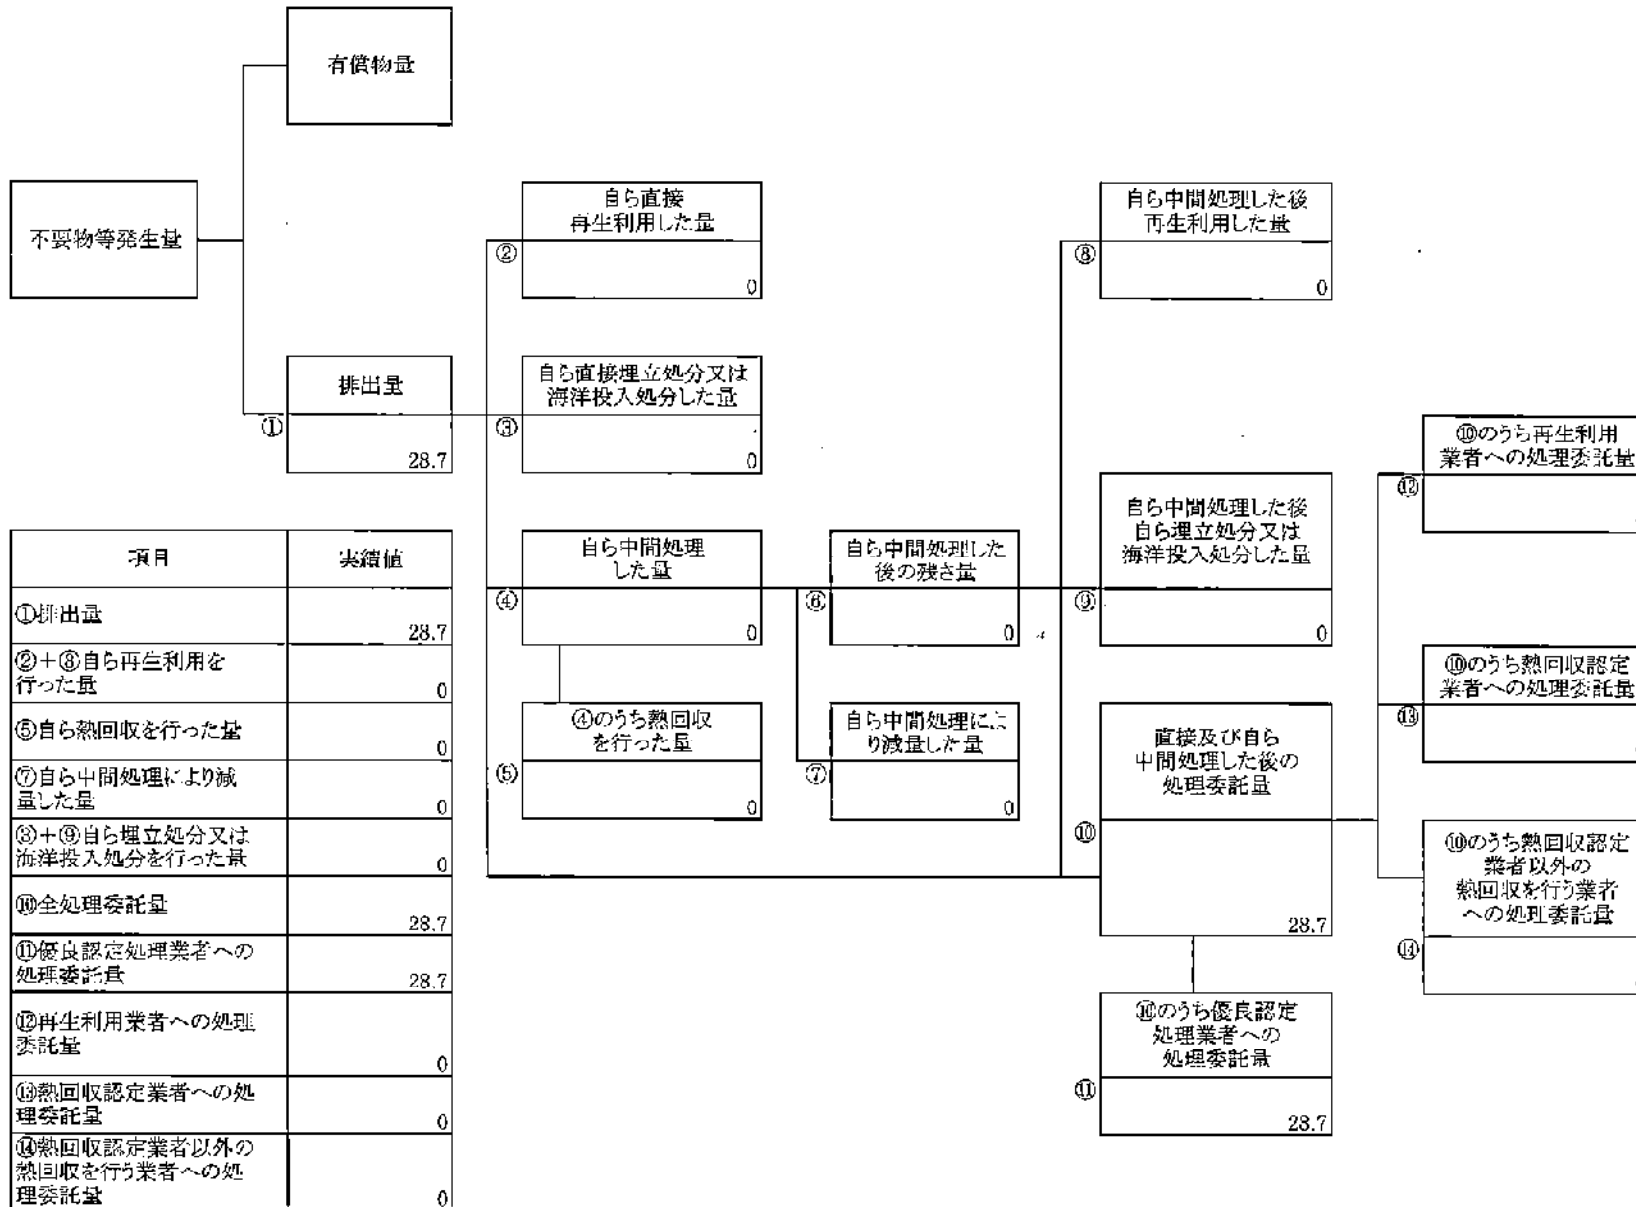 有償物量
不要物等発生量
自ら直接
再生利用した量
②
0
自ら中間処理した後
再生利用した量
⑧
0
排出量
①
28.7
自ら直接埋立処分又は
海洋投入処分した量
③
0
⑩のうち再生利用
業者への処理委託量
⑫
自ら中間処理した後
自ら埋立処分又は
海洋投入処分した量
⑨
0
自ら中間処理
した量
④
0
自ら中間処理した
後の残さ量
⑥
0
⑩のうち熱回収認定
業者への処理委託量
⑬
④のうち熱回収
を行った量
⑤
0
自ら中間処理によ
り減量した量
⑦
0
直接及び自ら
中間処理した後の
処理委託量
⑩
28.7
⑩のうち熱回収認定
業者以外の
熱回収を行う業者
への処理委託量
⑭
⑩のうち優良認定
処理業者への
処理委託量
⑪
28.7
項目 実績値
①排出量
28.7
②+⑧自ら再生利用を
行った量
0
⑤自ら熱回収を行った量
0
⑦自ら中間処理により減
量した量
0
③+⑨自ら埋立処分又は
海洋投入処分を行った量
0
⑩全処理委託量
28.7
⑪優良認定処理業者への
処理委託量
28.7
⑫再生利用業者への処理
委託量
0
⑬熱回収認定業者への処
理委託量
0
⑭熱回収認定業者以外の
熱回収を行う業者への処
理委託量
0